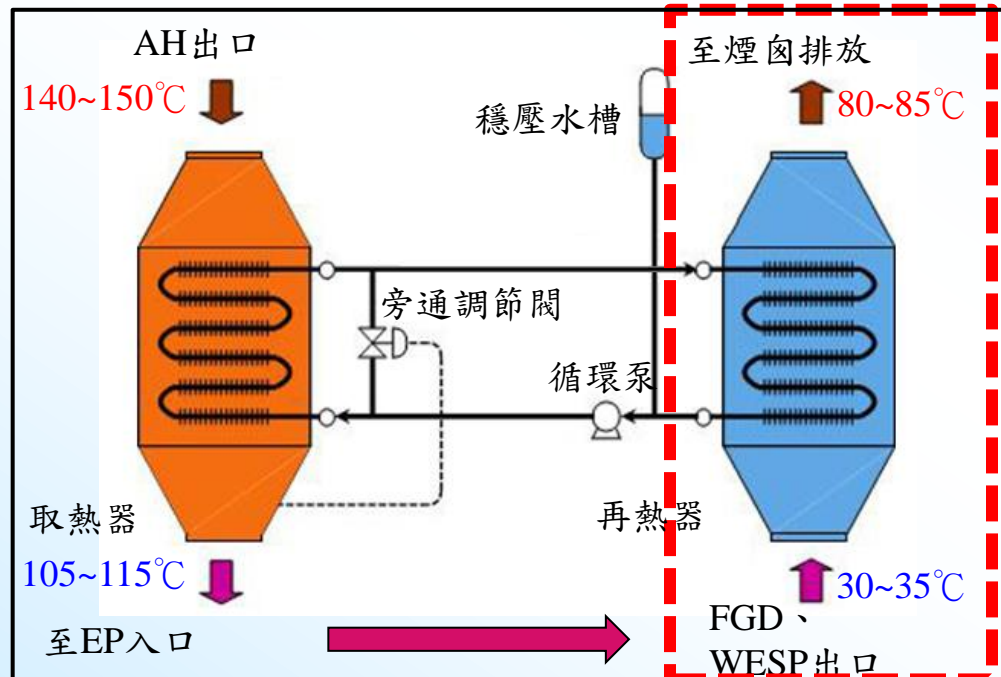 AH出口
140~150℃
取熱器
105~115℃
至EP入口
旁通調節閥
穩壓水槽
循環泵
至煙囪排放
80~85℃
再熱器
30~35℃
FGD、
WESP出口